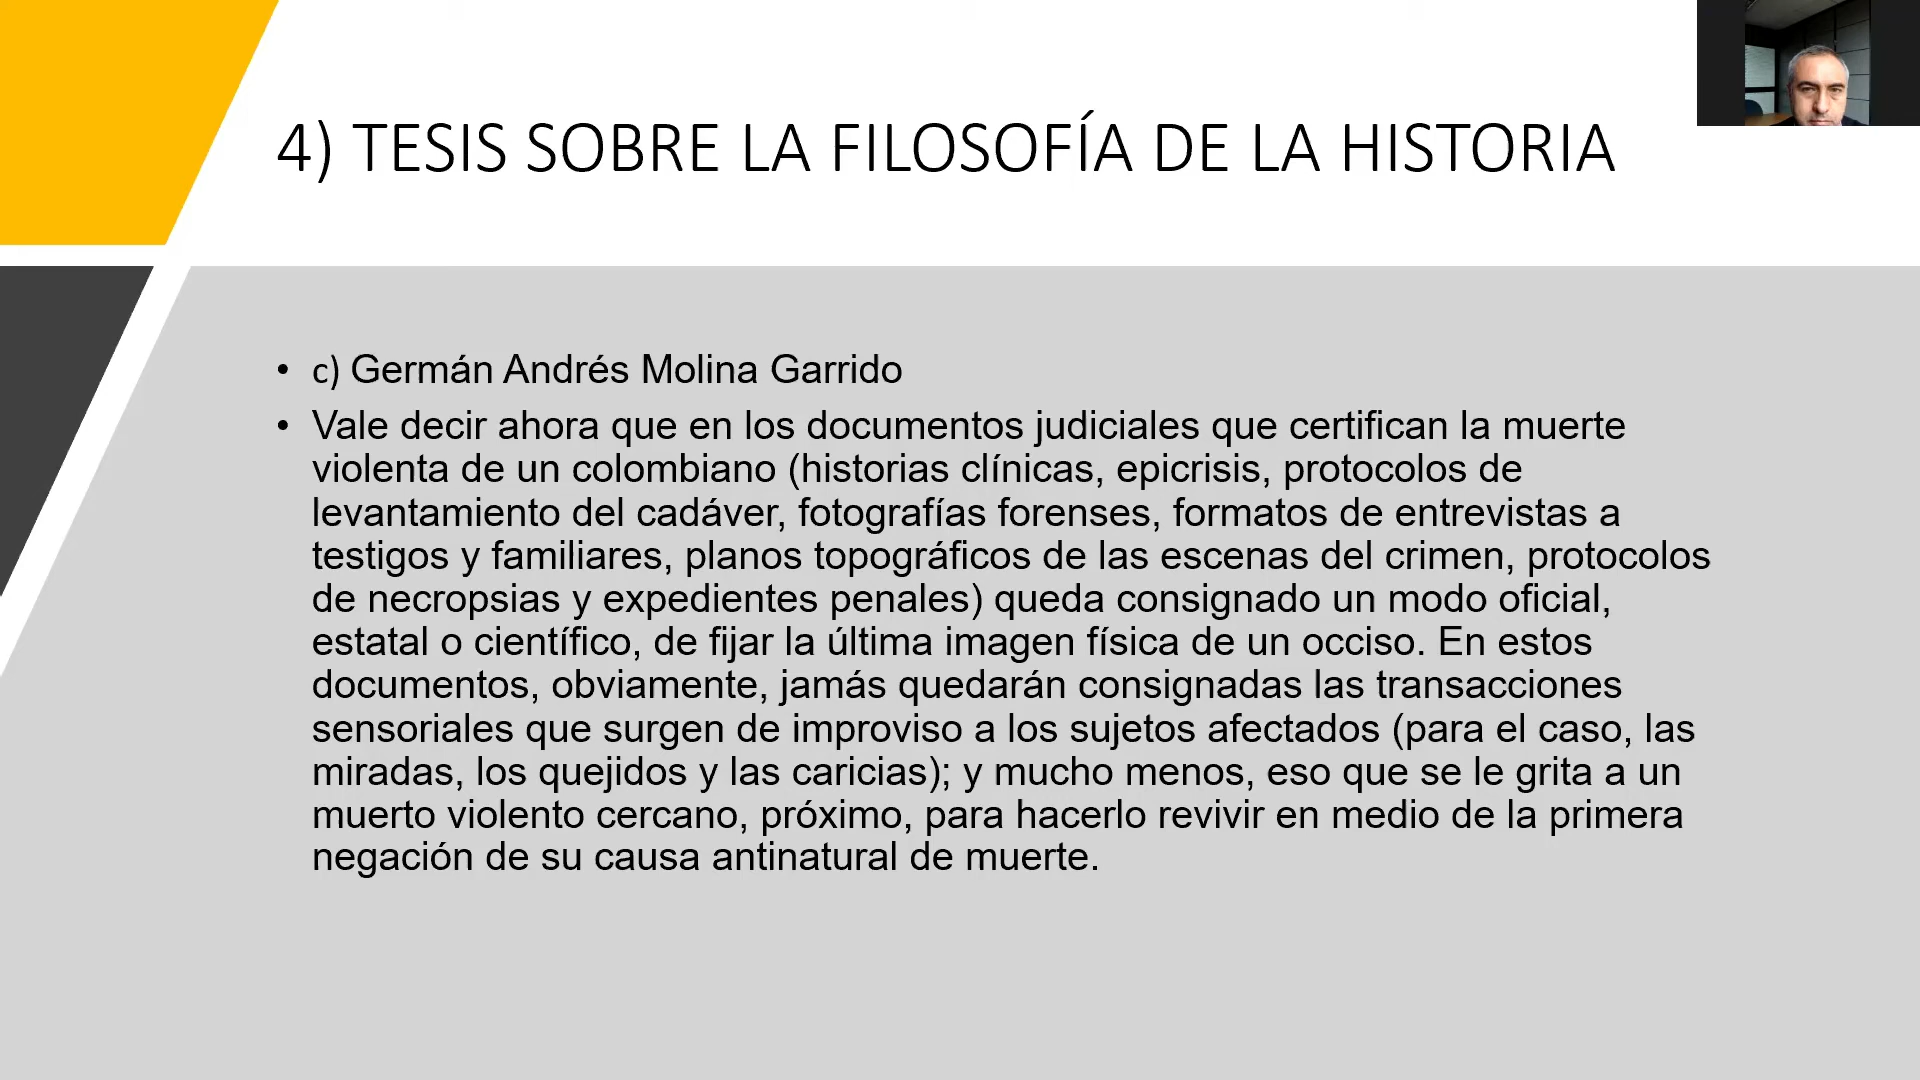 4) TESIS SOBRE LA FILOSOFÍA DE LA HISTORIA
• c) Germán Andrés Molina Garrido
• Vale decir ahora que en los documentos judiciales que certifican la muerte
violenta de un colombiano (historias clínicas, epicrisis, protocolos de
levantamiento del cadáver, fotografías forenses, formatos de entrevistas a
testigos y familiares, planos topográficos de las escenas del crimen, protocolos
de necropsias y expedientes penales) queda consignado un modo oficial,
estatal o científico, de fijar la última imagen física de un occiso. En estos
documentos, obviamente, jamás quedarán consignadas las transacciones
sensoriales que surgen de improviso a los sujetos afectados (para el caso, las
miradas, los quejidos y las caricias); y mucho menos, eso que se le grita a un
muerto violento cercano, próximo, para hacerlo revivir en medio de la primera
negación de su causa antinatural de muerte.